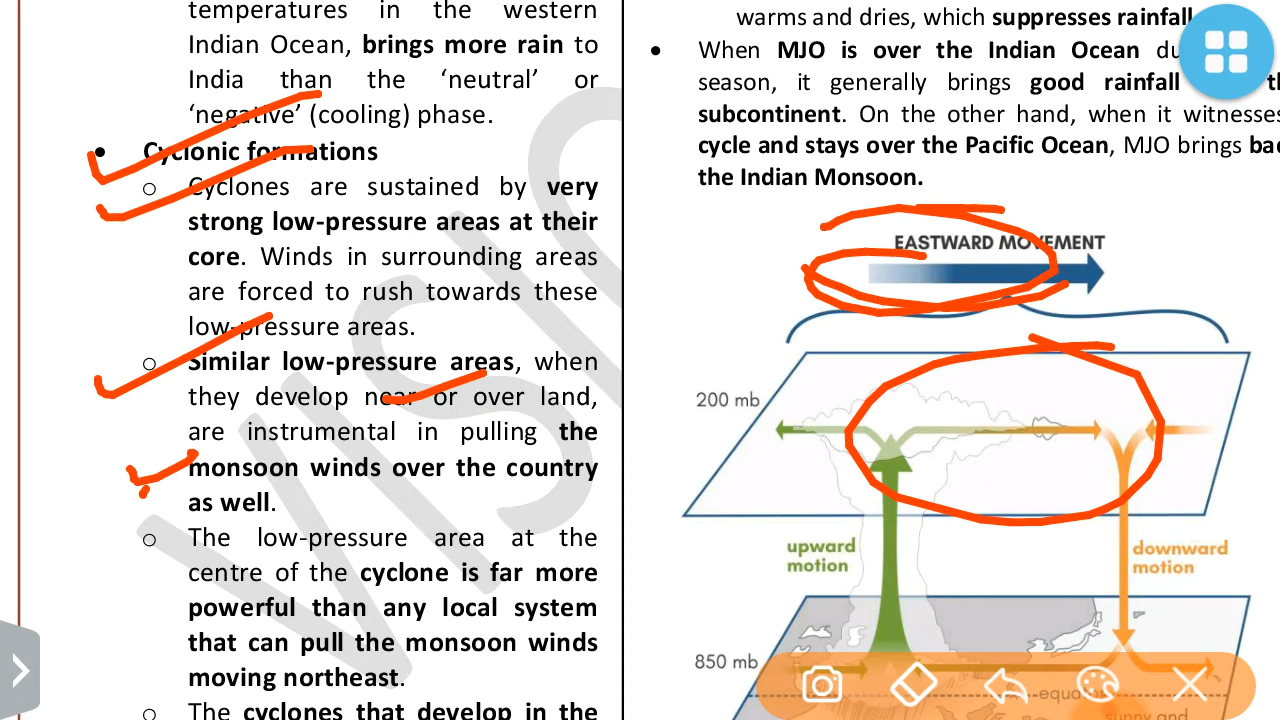 temperatures in the western
Indian Ocean, brings more rain to
India than the ‘neutral’ or
‘negative’ (cooling) phase.
• Cyclonic formations
o Cyclones are sustained by very
strong low-pressure areas at their
core. Winds in surrounding areas
are forced to rush towards these
low-pressure areas.
o Similar low-pressure areas, when
they develop near or over land,
are instrumental in pulling the
monsoon winds over the country
as well.
o The low-pressure area at the
centre of the cyclone is far more
powerful than any local system
that can pull the monsoon winds
moving northeast.
o The cyclones that develop in the
warms and dries, which suppresses rainfall
• When MJO is over the Indian Ocean
season, it generally brings good rainfall
subcontinent. On the other hand, when it witnesses
cycle and stays over the Pacific Ocean, MJO brings
the Indian Monsoon.
EASTWARD MOVEMENT
200 mb
upward
motion
downward
motion
850 mb
equator
sunny and
VISIO